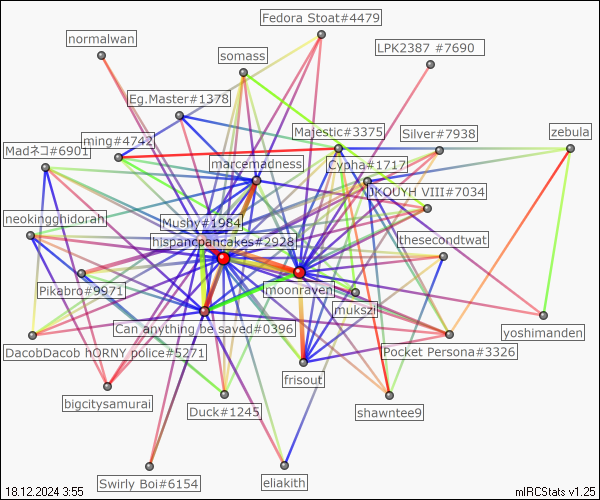 Fedora Stoat#4479
normalwan
LPK2387 #7690
somass
Eg.Master#1378
Majestic#3375
Silver#7938
zebula
ming#4742
Madネコ#6901
marcemadness
Cypha#1717
JKOUYH VIII#7034
neokingghidorah
Musby#1984
hispancpancakes#2928
thesecondtwat
Pikabro#9971
moonraven
mukszil
Can anything be saved#0396
yoshimanden
DacobDacob hORNY police#5271
Pocket Persona#3326
frisout
bigcitysamurai
Duck#1245
shawntee9
Swirly Boi#6154
eliakith
18.12.2024 3:55
mIRCStats v1.25